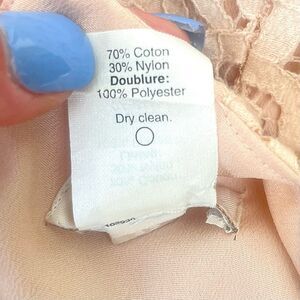 70% Coton
30% Nylon
Doublure:
100% Polyester
Dry clean.